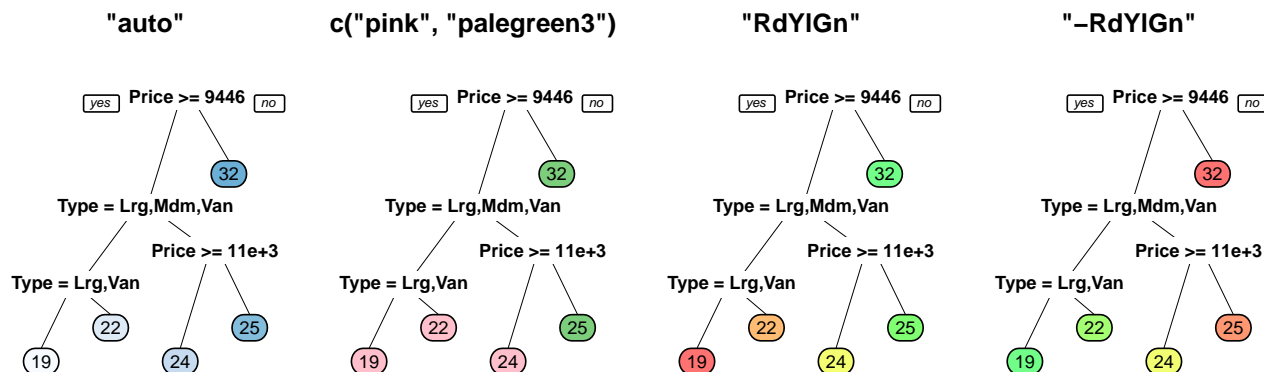 "auto" c("pink", "palegreen3") "RdYlGn" "−RdYlGn"
yes Price >= 9446 no yes Price >= 9446 no yes Price >= 9446 no yes Price >= 9446 no
32 32 32 32
Type = Lrg,Mdm,Van Type = Lrg,Mdm,Van Type = Lrg,Mdm,Van Type = Lrg,Mdm,Van
Price >= 11e+3 Price >= 11e+3 Price >= 11e+3 Price >= 11e+3
Type = Lrg,Van Type = Lrg,Van Type = Lrg,Van Type = Lrg,Van
22 25 22 25 22 25 22 25
19 24 19 24 19 24 19 24